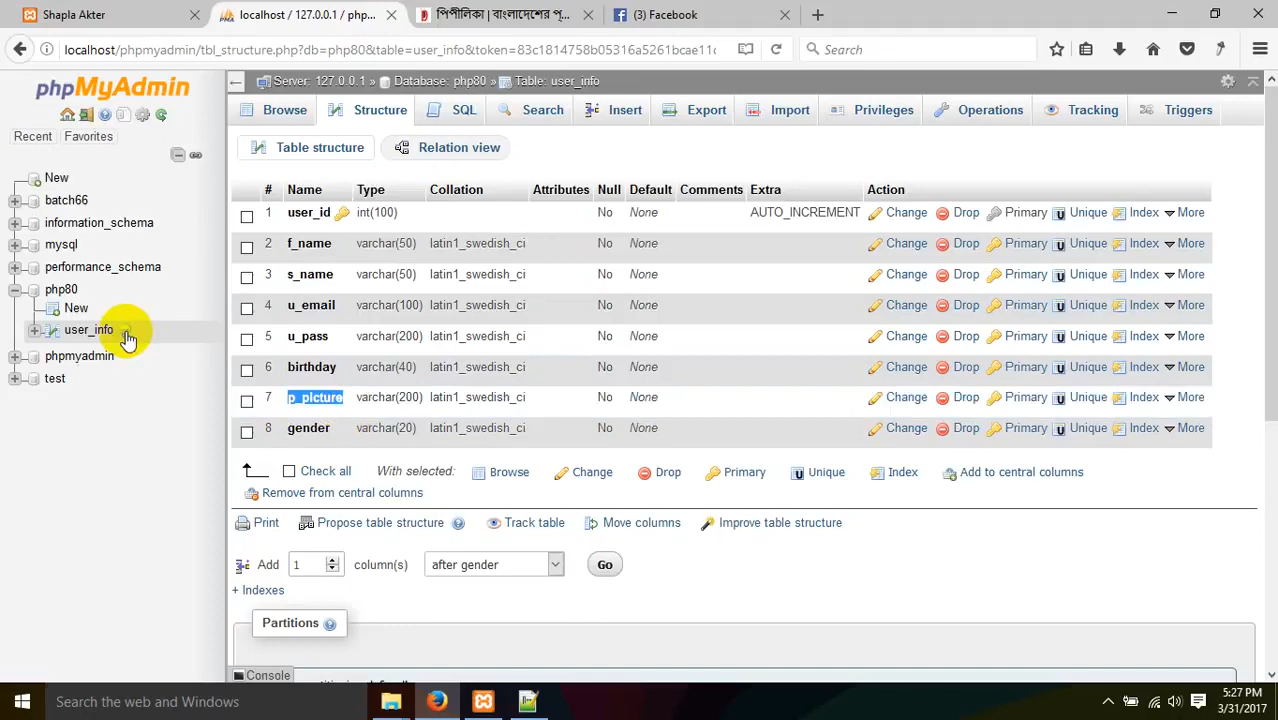 Shapla Akter
localhost / 127.0.0.1 / php...
পিপীলিকা | বাংলাদেশের প্...
(3) Facebook
localhost/phpmyadmin/tbl_structure.php?db=php80&table=user_info&token=83c1814758b05316a5261bcae11
Search
phpMyAdmin
Recent
Favorites
New
batch66
information_schema
mysql
performance_schema
php80
New
user_info
phpmyadmin
test
Server: 127.0.0.1 » Database: php80 » Table: user_info
Browse
Structure
SQL
Search
Insert
Export
Import
Privileges
Operations
Tracking
Triggers
Table structure
Relation view
# Name Type Collation Attributes Null Default Comments Extra Action
1 user_id int(100) No None AUTO_INCREMENT Change Drop Primary Unique Index More
2 f_name varchar(50) latin1_swedish_ci No None Change Drop Primary Unique Index More
3 s_name varchar(50) latin1_swedish_ci No None Change Drop Primary Unique Index More
4 u_email varchar(100) latin1_swedish_ci No None Change Drop Primary Unique Index More
5 u_pass varchar(200) latin1_swedish_ci No None Change Drop Primary Unique Index More
6 birthday varchar(40) latin1_swedish_ci No None Change Drop Primary Unique Index More
7 p_picture varchar(200) latin1_swedish_ci No None Change Drop Primary Unique Index More
8 gender varchar(20) latin1_swedish_ci No None Change Drop Primary Unique Index More
Check all With selected: Browse Change Drop Primary Unique Index Add to central columns
Remove from central columns
Print Propose table structure Track table Move columns Improve table structure
Add 1 column(s) after gender Go
+ Indexes
Partitions
Console
Search the web and Windows
5:27 PM
3/31/2017